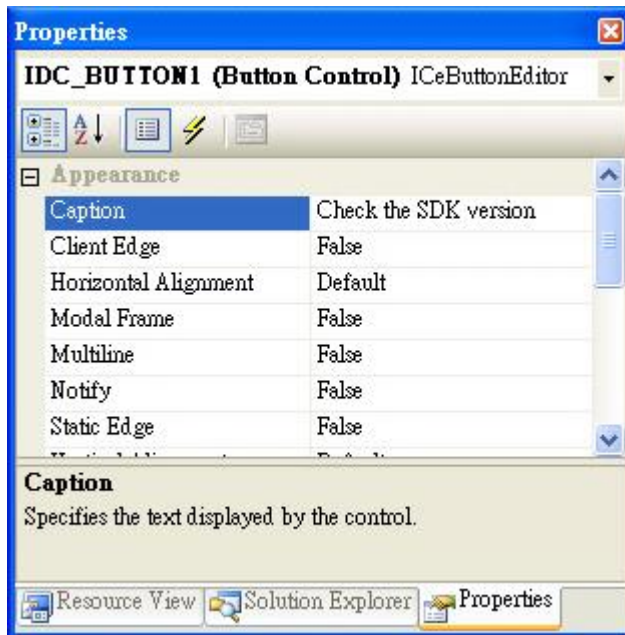 Properties
IDC_BUTTON1 (Button Control) ICeButtonEditor
Appearance
Caption Check the SDK version
Client Edge False
Horizontal Alignment Default
Modal Frame False
Multiline False
Notify False
Static Edge False
Caption
Specifies the text displayed by the control.
Resource View Solution Explorer Properties